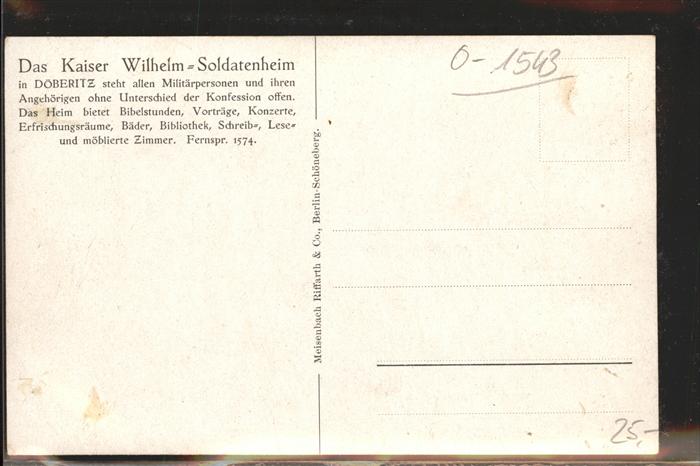 Das Kaiser Wilhelm=Soldatenheim
in DÖBERITZ steht allen Militärpersonen und ihren
Angehörigen ohne Unterschied der Konfession offen.
Das Heim bietet Bibelstunden, Vorträge, Konzerte,
Erfrischungsräume, Bäder, Bibliothek, Schreib=, Lese=
und möblierte Zimmer. Fernspr. 1574.
Meisenbach Riffarth & Co., Berlin-Schöneberg.
0-1543
25,-